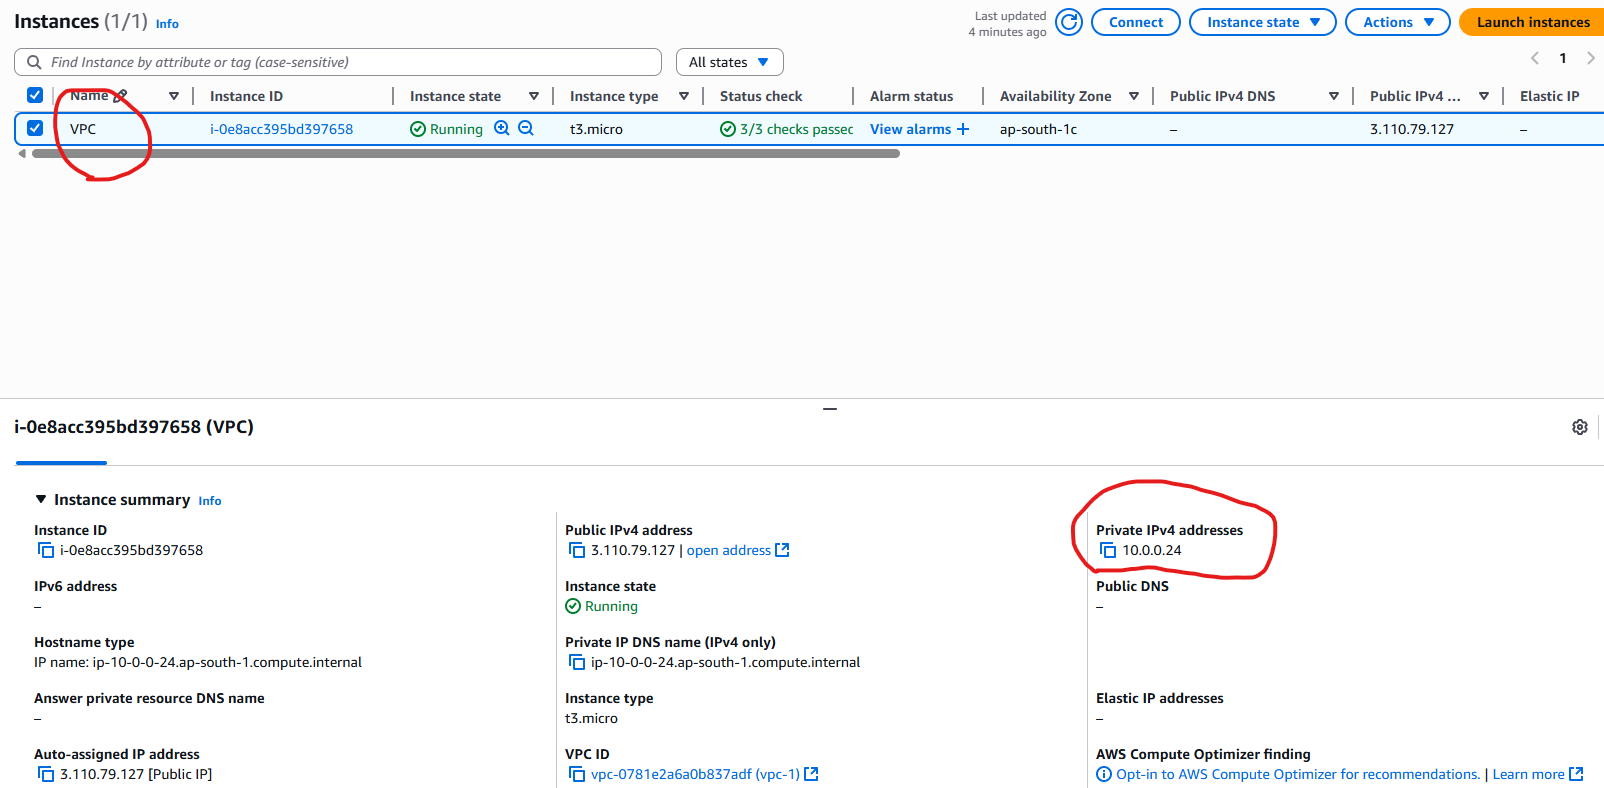 Instances (1/1) Info
Last updated
4 minutes ago
Connect
Instance state
Actions
Launch instances
Find Instance by attribute or tag (case-sensitive)
All states
1
Name Instance ID Instance state Instance type Status check Alarm status Availability Zone Public IPv4 DNS Public IPv4 ... Elastic IP
VPC i-0e8acc395bd397658 Running t3.micro 3/3 checks passec View alarms + ap-south-1c – 3.110.79.127 –
i-0e8acc395bd397658 (VPC)
Instance summary Info
Instance ID
i-0e8acc395bd397658
Public IPv4 address
3.110.79.127 | open address
Private IPv4 addresses
10.0.0.24
IPv6 address
–
Instance state
Running
Public DNS
–
Hostname type
IP name: ip-10-0-0-24.ap-south-1.compute.internal
Private IP DNS name (IPv4 only)
ip-10-0-0-24.ap-south-1.compute.internal
Answer private resource DNS name
–
Instance type
t3.micro
Elastic IP addresses
–
Auto-assigned IP address
3.110.79.127 [Public IP]
VPC ID
vpc-0781e2a6a0b837adf (vpc-1)
AWS Compute Optimizer finding
Opt-in to AWS Compute Optimizer for recommendations. | Learn more